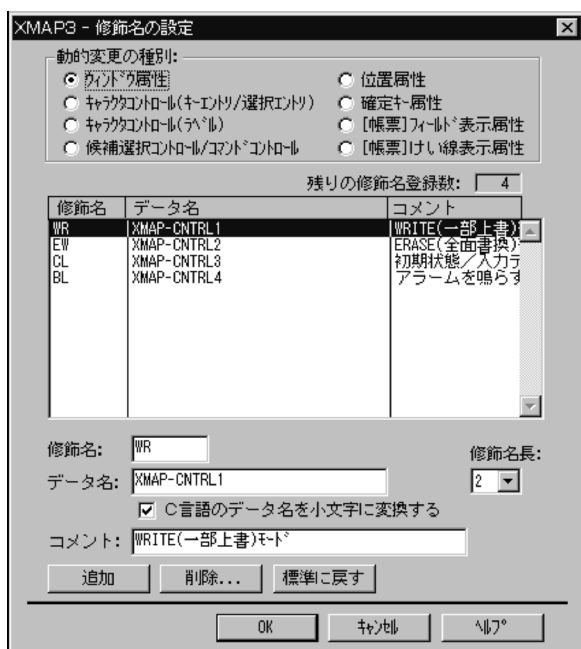 XMAP3 - 修飾名の設定
動的変更の種別:
ｳｨﾝﾄﾞｳ属性
位置属性
ｷｬﾗｸﾀｺﾝﾄﾛｰﾙ(ｷｰｴﾝﾄﾘ/選択ｴﾝﾄﾘ)
確定ｷｰ属性
ｷｬﾗｸﾀｺﾝﾄﾛｰﾙ(ﾗﾍﾞﾙ)
[帳票]ﾌｨｰﾙﾄﾞ表示属性
候補選択ｺﾝﾄﾛｰﾙ/ｺﾏﾝﾄﾞｺﾝﾄﾛｰﾙ
[帳票]けい線表示属性
残りの修飾名登録数: 4
修飾名 データ名 コメント
WR XMAP-CNTRL1 WRITE(一部上書)
EW XMAP-CNTRL2 ERASE(全面書換)
CL XMAP-CNTRL3 初期状態／入力デ
BL XMAP-CNTRL4 アラームを鳴らす
修飾名: WR
修飾名長:
データ名: XMAP-CNTRL1
2
C言語のデータ名を小文字に変換する
コメント: WRITE(一部上書)ﾓｰﾄﾞ
追加 削除... 標準に戻す
OK ｷｬﾝｾﾙ ﾍﾙﾌﾟ